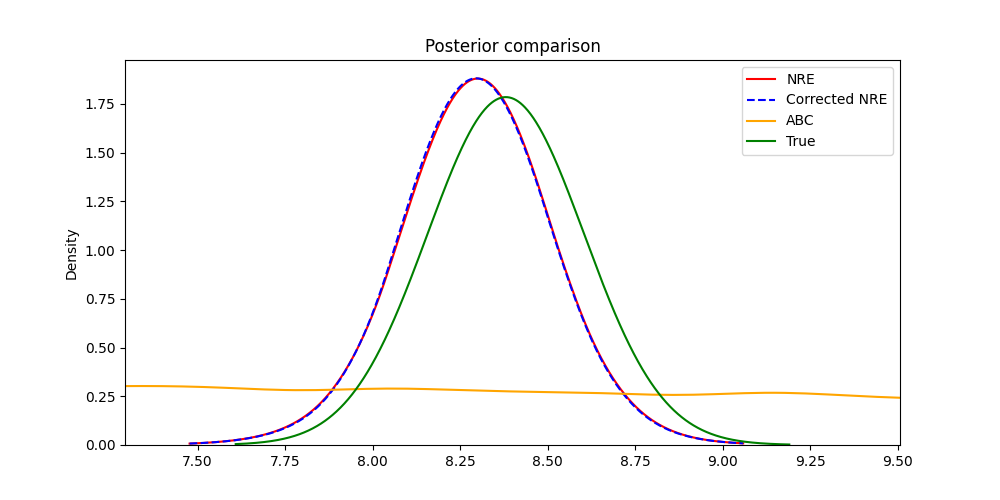 Posterior comparison
NRE
Corrected NRE
ABC
True
Density
1.75
1.50
1.25
1.00
0.75
0.50
0.25
0.00
7.50 7.75 8.00 8.25 8.50 8.75 9.00 9.25 9.50